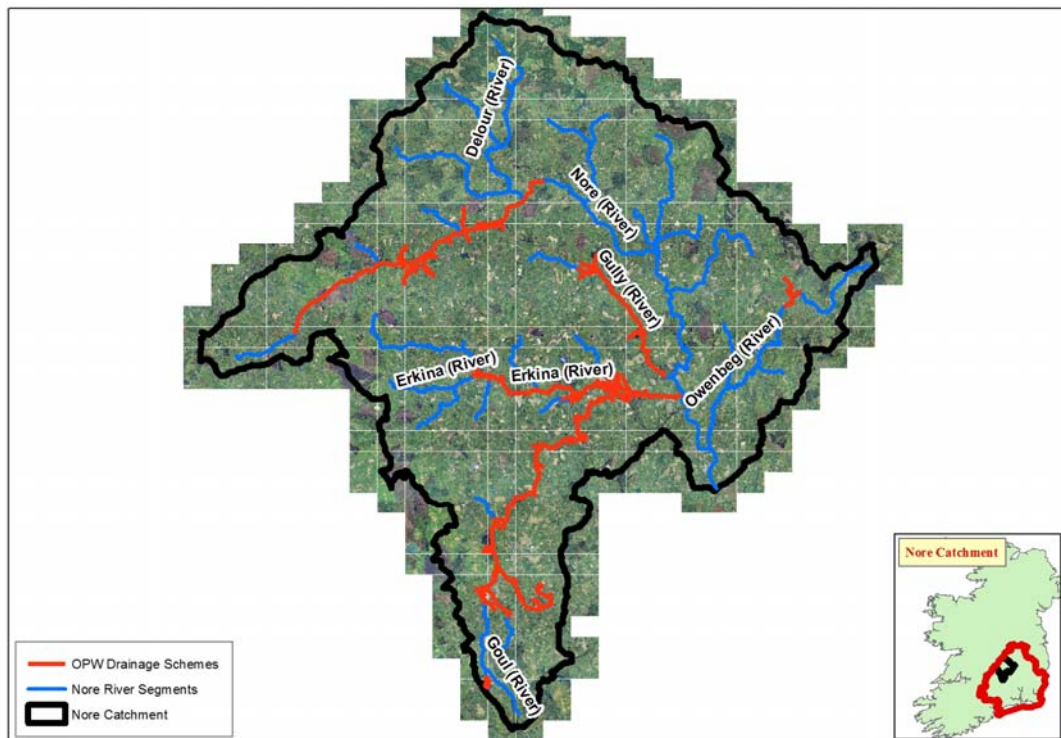 Delour (River)
Nore (River)
Gully (River)
Erkina (River)
Erkina (River)
Owenbeg (River)
Goul (River)
OPW Drainage Schemes
Nore River Segments
Nore Catchment
Nore Catchment